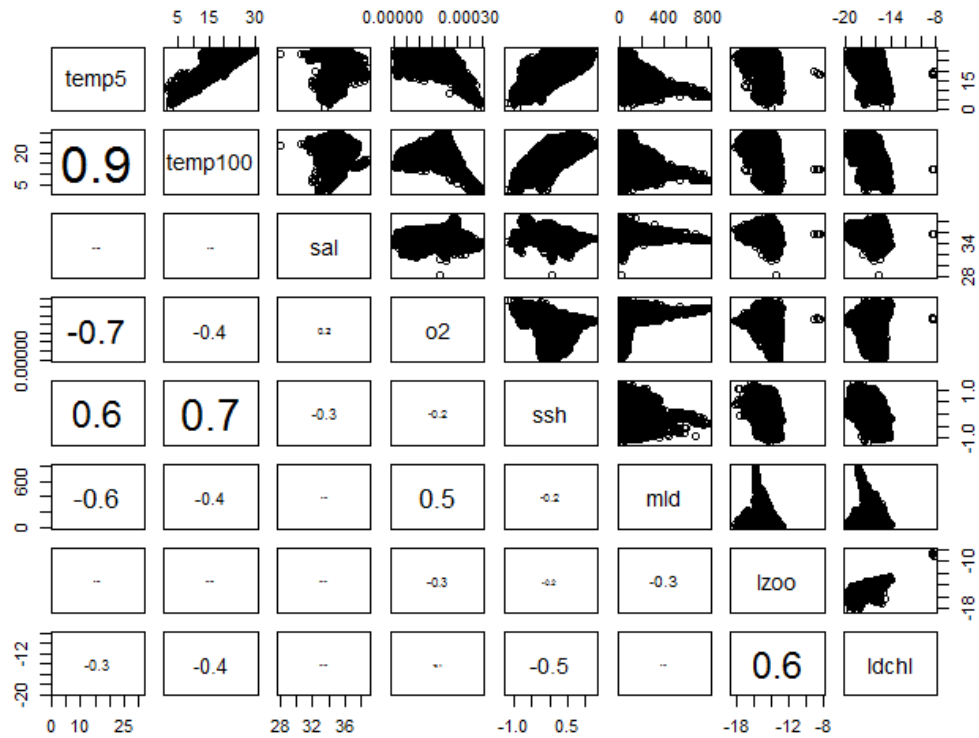 5 15 30 0.00000 0.00030 0 400 800 -20 -14 -8
temp5 0 15
5 20 0.9 temp100
-- -- sal 28 34
0.00000 -0.7 -0.4 0.2 o2
0.6 0.7 -0.3 -0.2 ssh -1.0 1.0
0 600 -0.6 -0.4 -- 0.5 -0.2 mld
-- -- -- -0.3 -0.2 -0.3 lzoo -18 -10
-20 -12 -0.3 -0.4 -- -- -0.5 -- 0.6 ldchl
0 10 25 28 32 36 -1.0 0.5 -18 -12 -8